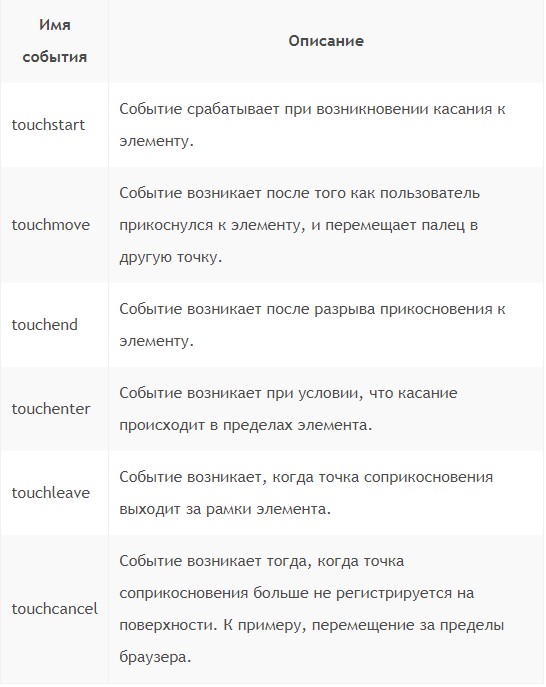 Имя
события
Описание
touchstart
Событие срабатывает при возникновении касания к
элементу.
touchmove
Событие возникает после того как пользователь
прикоснулся к элементу, и перемещает палец в
другую точку.
touchend
Событие возникает после разрыва прикосновения к
элементу.
touchenter
Событие возникает при условии, что касание
происходит в пределах элемента.
touchleave
Событие возникает, когда точка соприкосновения
выходит за рамки элемента.
touchcancel
Событие возникает тогда, когда точка
соприкосновения больше не регистрируется на
поверхности. К примеру, перемещение за пределы
браузера.